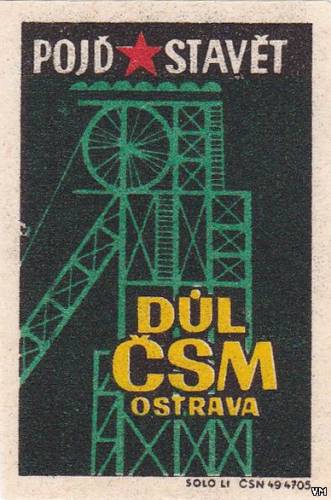 POJĎ ★ STAVĚT
DŮL
ČSM
OSTRAVA
SOLO LI ČSN 49 4705
VM